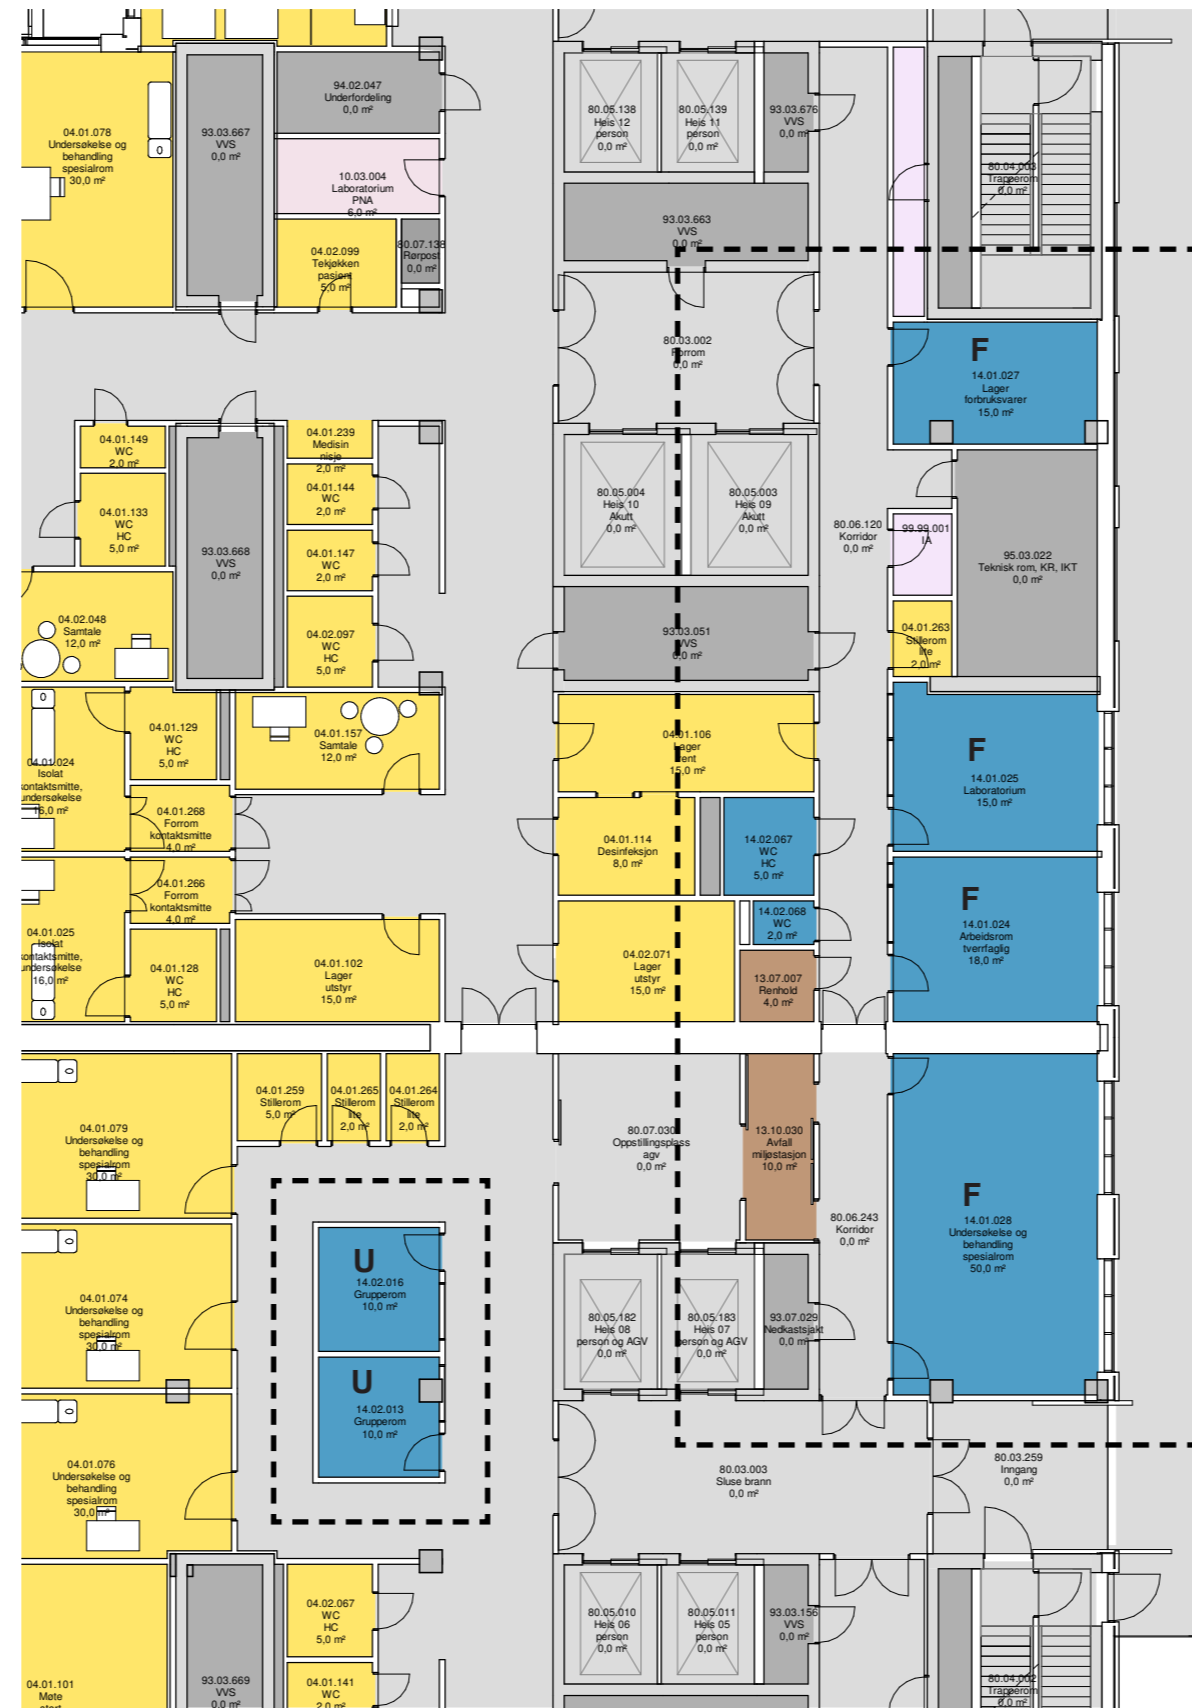 94.02.047
Underfordeling
0,0 m²
04.01.078
Undersøkelse og
behandling
spesialrom
30,0 m²
93.03.667
VVS
0,0 m²
10.03.004
Laboratorium
PNA
6,0 m²
04.02.099
Tekjøkken
pasient
5,0 m²
80.07.138
Rørpost
0,0 m²
80.05.138
Heis 12
person
0,0 m²
80.05.139
Heis 11
person
0,0 m²
93.03.676
VVS
0,0 m²
80.04.003
Trapperom
0,0 m²
93.03.663
VVS
0,0 m²
80.03.002
Forrom
0,0 m²
F
14.01.027
Lager
forbruksvarer
15,0 m²
04.01.149
WC
2,0 m²
04.01.133
WC
HC
5,0 m²
93.03.668
VVS
0,0 m²
04.01.239
Medisin
nisje
2,0 m²
04.01.144
WC
2,0 m²
04.01.147
WC
2,0 m²
04.02.097
WC
HC
5,0 m²
80.05.004
Heis 10
Akutt
0,0 m²
80.05.003
Heis 09
Akutt
0,0 m²
80.06.120
Korridor
0,0 m²
99.99.001
IA
95.03.022
Teknisk rom, KR, IKT
0,0 m²
04.02.048
Samtale
12,0 m²
93.03.051
VVS
0,0 m²
04.01.263
Stillerom
lite
2,0 m²
04.01.129
WC
HC
5,0 m²
04.01.157
Samtale
12,0 m²
04.01.106
Lager
rent
15,0 m²
F
14.01.025
Laboratorium
15,0 m²
04.01.024
Isolat
kontaktsmitte,
undersøkelse
16,0 m²
04.01.268
Forrom
kontaktsmitte
4,0 m²
04.01.114
Desinfeksjon
8,0 m²
14.02.067
WC
HC
5,0 m²
04.01.266
Forrom
kontaktsmitte
4,0 m²
14.02.068
WC
2,0 m²
F
14.01.024
Arbeidsrom
tverrfaglig
18,0 m²
04.01.025
Isolat
kontaktsmitte,
undersøkelse
16,0 m²
04.01.128
WC
HC
5,0 m²
04.01.102
Lager
utstyr
15,0 m²
04.02.071
Lager
utstyr
15,0 m²
13.07.007
Renhold
4,0 m²
04.01.259
Stillerom
5,0 m²
04.01.265
Stillerom
lite
2,0 m²
04.01.264
Stillerom
lite
2,0 m²
04.01.079
Undersøkelse og
behandling
spesialrom
30,0 m²
80.07.030
Oppstillingsplass
agv
0,0 m²
13.10.030
Avfall
miljøstasjon
10,0 m²
80.06.243
Korridor
0,0 m²
F
14.01.028
Undersøkelse og
behandling
spesialrom
50,0 m²
U
14.02.016
Grupperom
10,0 m²
04.01.074
Undersøkelse og
behandling
spesialrom
30,0 m²
80.05.182
Heis 08
person og AGV
0,0 m²
80.05.183
Heis 07
person og AGV
0,0 m²
93.07.029
Nedkastsjakt
0,0 m²
U
14.02.013
Grupperom
10,0 m²
04.01.076
Undersøkelse og
behandling
spesialrom
30,0 m²
80.03.003
Sluse brann
0,0 m²
80.03.259
Inngang
0,0 m²
04.02.067
WC
HC
5,0 m²
80.05.010
Heis 06
person
0,0 m²
80.05.011
Heis 05
person
0,0 m²
93.03.156
VVS
0,0 m²
04.01.101
Møte
stort
93.03.669
VVS
0,0 m²
04.01.141
WC
2,0 m²
80.04.002
Trapperom
0,0 m²